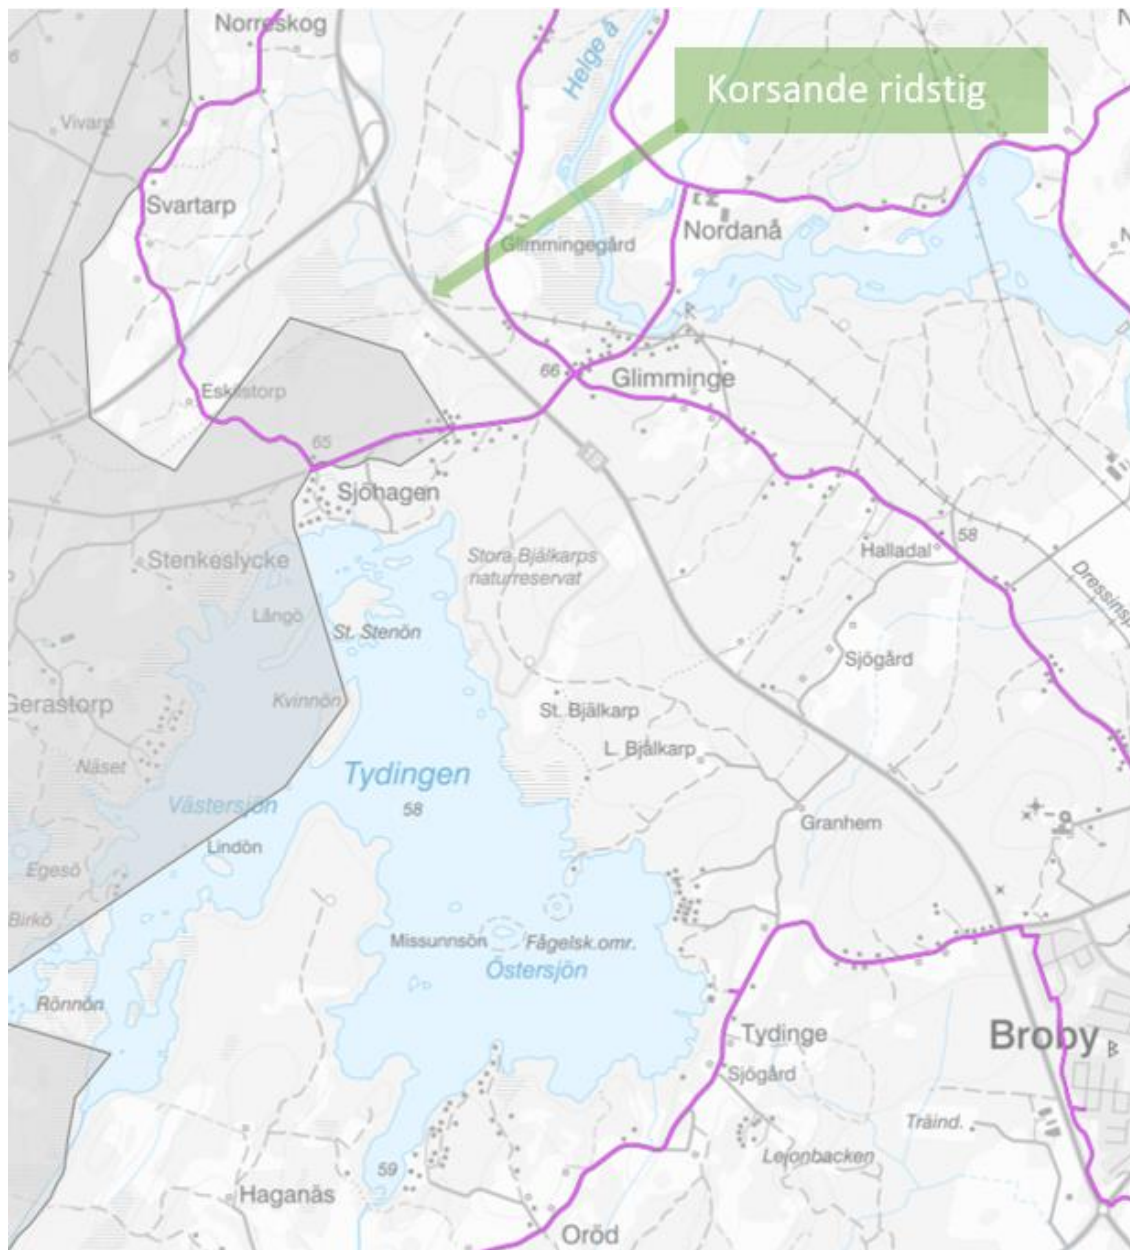 Norreskog
Helge å
Korsande ridstig
Vivarp
Svartarp
Nordanå
Glimmingegård
66
Glimminge
Eskilstorp
65
Sjöhagen
58
Halladal
Stora Bjälkarps
naturreservat
Stenkeslycke
Långö
St. Stenön
Sjögård
Kvinnön
Gerastorp
St. Bjälkarp
L. Bjälkarp
Näset
Tydingen
Västersjön
58
Granhem
Lindön
Egesö
Birkö
Missunnsön
Fågelsk.omr.
Östersjön
Rönnön
Tydinge
Broby
Sjögård
Träind.
Lejonbacken
59
Haganäs
Oröd